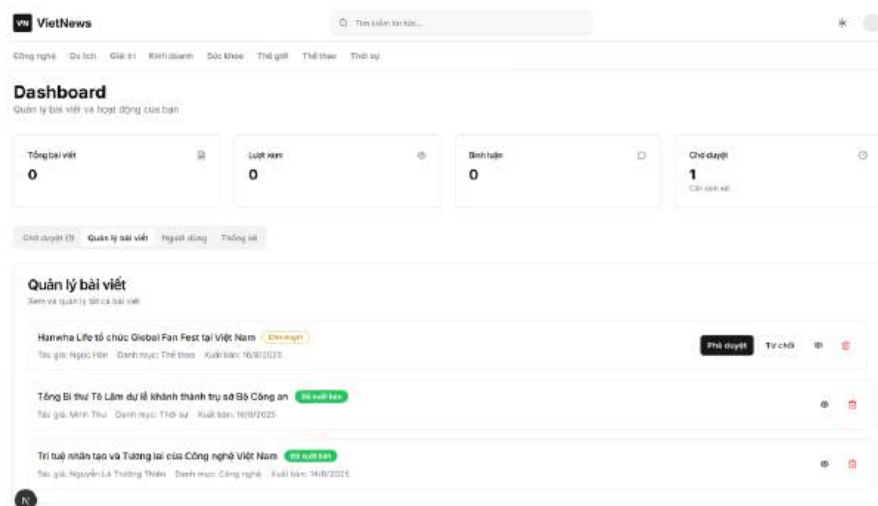 VN VietNews
Tìm kiếm tin tức...
Công nghệ Du lịch Giải trí Kinh doanh Sức khỏe Thế giới Thể thao Thời sự
Dashboard
Quản lý bài viết và hoạt động của bạn
Tổng bài viết
0
Lượt xem
0
Bình luận
0
Chờ duyệt
1
Cần xem xét
Chờ duyệt (1) Quản lý bài viết Người dùng Thống kê
Quản lý bài viết
Xem và quản lý tất cả bài viết
Hanwha Life tổ chức Global Fan Fest tại Việt Nam Chờ duyệt
Tác giả: Ngọc Hân Danh mục: Thể thao Xuất bản: 16/8/2025
Phê duyệt Từ chối
Tổng Bí thư Tô Lâm dự lễ khánh thành trụ sở Bộ Công an Đã xuất bản
Tác giả: Minh Thu Danh mục: Thời sự Xuất bản: 16/8/2025
Trí tuệ nhân tạo và Tương lai của Công nghệ Việt Nam Đã xuất bản
Tác giả: Nguyễn Lê Trường Thiên Danh mục: Công nghệ Xuất bản: 14/8/2025
N